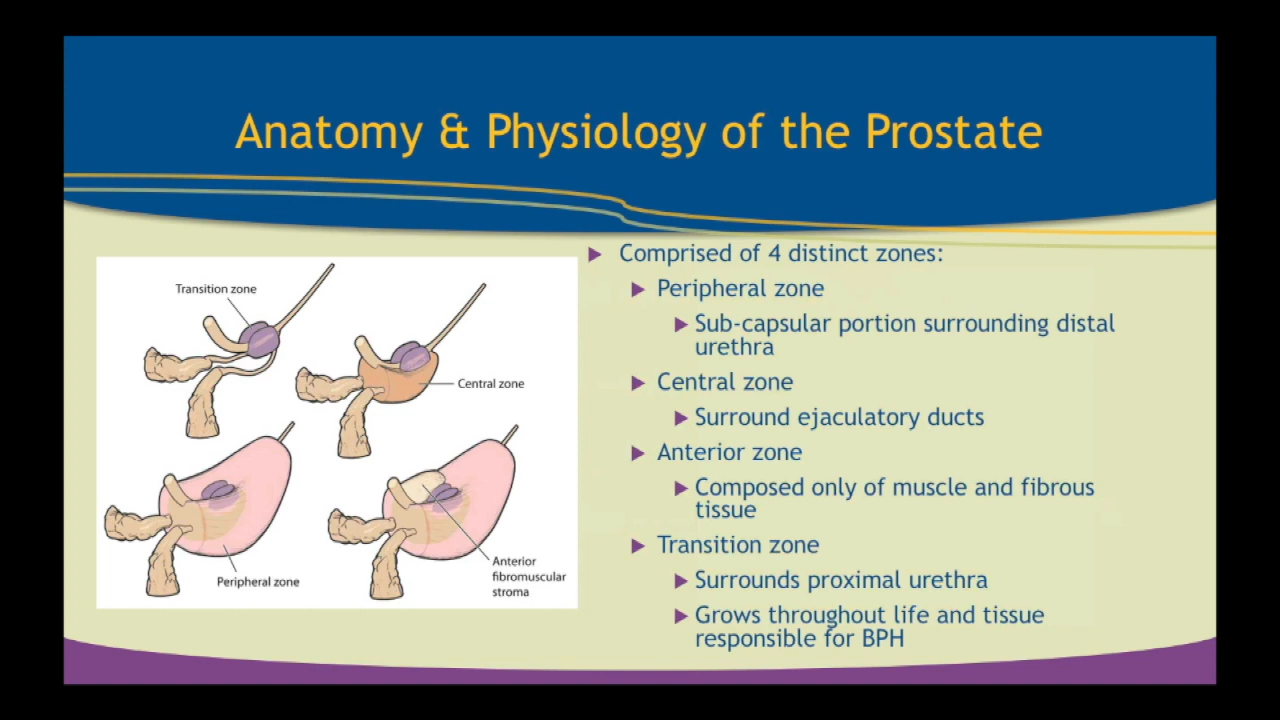 Anatomy & Physiology of the Prostate
Transition zone
Central zone
Peripheral zone
Anterior
fibromuscular
stroma
Comprised of 4 distinct zones:
Peripheral zone
Sub-capsular portion surrounding distal
urethra
Central zone
Surround ejaculatory ducts
Anterior zone
Composed only of muscle and fibrous
tissue
Transition zone
Surrounds proximal urethra
Grows throughout life and tissue
responsible for BPH